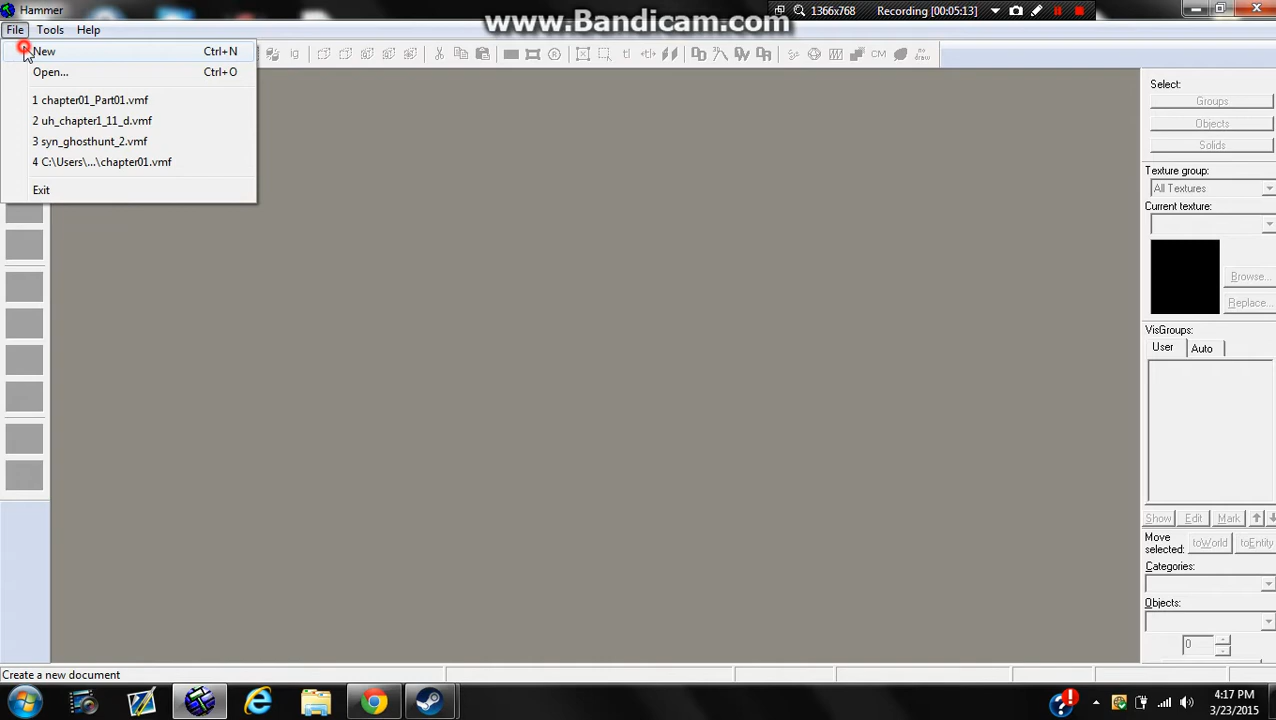 Hammer
www.Bandicam.com
1366x768
Recording [00:05:13]
File Tools Help
New Ctrl+N
Open... Ctrl+O
1 chapter01_Part01.vmf
2 uh_chapter1_11_d.vmf
3 syn_ghosthunt_2.vmf
4 C:\Users\...\chapter01.vmf
Exit
ig
tl
CM
Select:
Groups
Objects
Solids
Texture group:
All Textures
Current texture:
Browse...
Replace...
VisGroups:
User Auto
Show Edit Mark
Move
selected:
toWorld toEntity
Categories:
Objects:
0
Create a new document
4:17 PM
3/23/2015